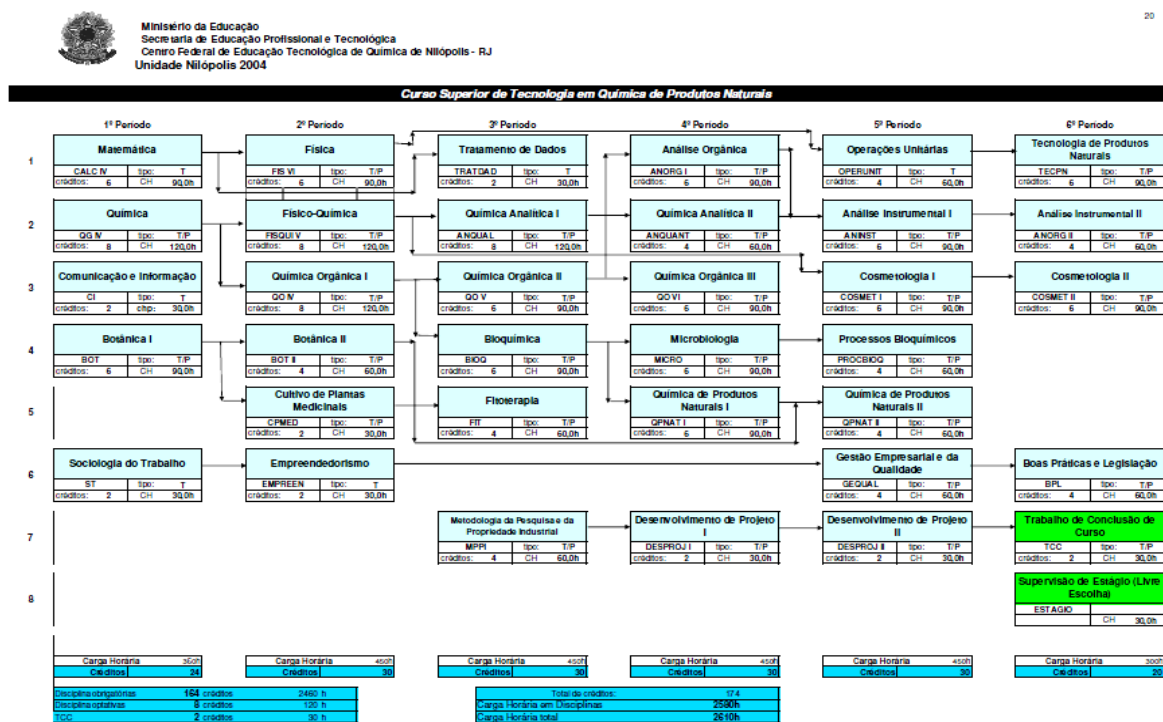 20
Ministério da Educação
Secretaria de Educação Profissional e Tecnológica
Centro Federal de Educação Tecnológica de Química de Nilópolis - RJ
Unidade Nilópolis 2004
Curso Superior de Tecnologia em Química de Produtos Naturais
1º Período 2º Período 3º Período 4º Período 5º Período 6º Período
1
Matemática
CALC IV tipo: T
créditos: 6 CH 90,0h
Física
FIS VI tipo: T/P
créditos: 6 CH 90,0h
Tratamento de Dados
TRATDAD tipo: T
créditos: 2 CH 30,0h
Análise Orgânica
ANORG I tipo: T/P
créditos: 6 CH 90,0h
Operações Unitárias
OPERUNIT tipo: T
créditos: 4 CH 60,0h
Tecnologia de Produtos
Naturais
TECPN tipo: T/P
créditos: 6 CH 90,0h
2
Química
QG IV tipo: T/P
créditos: 8 CH 120,0h
Físico-Química
FISQUI V tipo: T/P
créditos: 8 CH 120,0h
Química Analítica I
ANQUAL tipo: T/P
créditos: 8 CH 120,0h
Química Analítica II
ANQUANT tipo: T/P
créditos: 4 CH 60,0h
Análise Instrumental I
ANINST tipo: T/P
créditos: 6 CH 90,0h
Análise Instrumental II
ANORG II tipo: T/P
créditos: 4 CH 60,0h
3
Comunicação e Informação
CI tipo: T
créditos: 2 chp: 30,0h
Química Orgânica I
QO IV tipo: T/P
créditos: 8 CH 120,0h
Química Orgânica II
QO V tipo: T/P
créditos: 6 CH 90,0h
Química Orgânica III
QO VI tipo: T/P
créditos: 6 CH 90,0h
Cosmetologia I
COSMET I tipo: T/P
créditos: 6 CH 90,0h
Cosmetologia II
COSMET II tipo: T/P
créditos: 6 CH 90,0h
4
Botânica I
BOT tipo: T/P
créditos: 6 CH 90,0h
Botânica II
BOT II tipo: T/P
créditos: 4 CH 60,0h
Bioquímica
BIOQ tipo: T/P
créditos: 6 CH 90,0h
Microbiologia
MICRO tipo: T/P
créditos: 6 CH 90,0h
Processos Bioquímicos
PROCBIOQ tipo: T/P
créditos: 4 CH 60,0h
5
Cultivo de Plantas
Medicinais
CPMED tipo: T/P
créditos: 2 CH 30,0h
Fitoterapia
FIT tipo: T/P
créditos: 4 CH 60,0h
Química de Produtos
Naturais I
QPNAT I tipo: T/P
créditos: 6 CH 90,0h
Química de Produtos
Naturais II
QPNAT II tipo: T/P
créditos: 4 CH 60,0h
6
Sociologia do Trabalho
ST tipo: T
créditos: 2 CH 30,0h
Empreendedorismo
EMPREEN tipo: T
créditos: 2 CH 30,0h
Gestão Empresarial e da
Qualidade
GEQUAL tipo: T/P
créditos: 4 CH 60,0h
Boas Práticas e Legislação
BPL tipo: T/P
créditos: 4 CH 60,0h
7
Metodologia da Pesquisa e da
Propriedade Industrial
MPPI tipo: T/P
créditos: 4 CH 60,0h
Desenvolvimento de Projeto
I
DESPROJ I tipo: T/P
créditos: 2 CH 30,0h
Desenvolvimento de Projeto
II
DESPROJ II tipo: T/P
créditos: 2 CH 30,0h
Trabalho de Conclusão de
Curso
TCC tipo: T/P
créditos: 2 CH 30,0h
8
Supervisão de Estágio (Livre
Escolha)
ESTAGIO
CH 30,0h
Carga Horária 360h
Créditos 24
Carga Horária 450h
Créditos 30
Carga Horária 450h
Créditos 30
Carga Horária 450h
Créditos 30
Carga Horária 450h
Créditos 30
Carga Horária 300h
Créditos 20
Disciplina obrigatórias 164 créditos 2460 h
Disciplina optativas 8 créditos 120 h
TCC 2 créditos 30 h
Total de créditos: 174
Carga Horária em Disciplinas 2580h
Carga Horária total 2610h